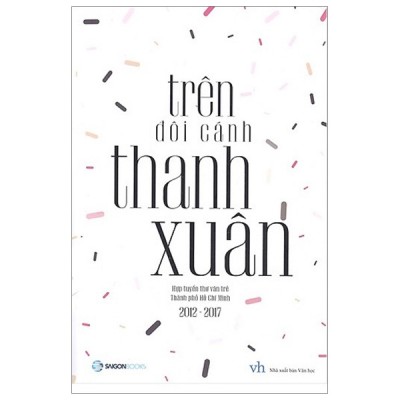 trên
đôi cánh
thanh
xuân
Hợp tuyển thơ văn trẻ
Thành phố Hồ Chí Minh
2012 - 2017
SAIGONBOOKS
vh Nhà xuất bản Văn học